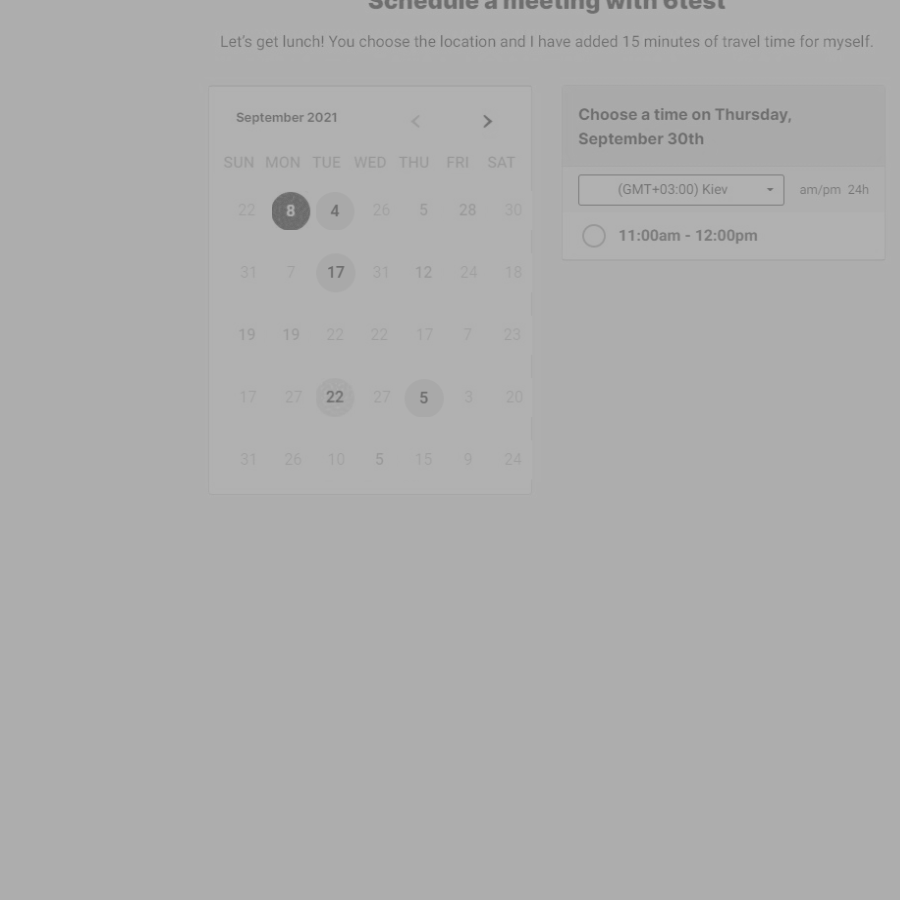 Schedule a meeting with 6test
Let's get lunch! You choose the location and I have added 15 minutes of travel time for myself.
September 2021
SUN MON TUE WED THU FRI SAT
22 8 4 26 5 28 30
31 7 17 31 12 24 18
19 19 22 22 17 7 23
17 27 22 27 5 3 20
31 26 10 5 15 9 24
Choose a time on Thursday,
September 30th
(GMT+03:00) Kiev am/pm 24h
11:00am - 12:00pm